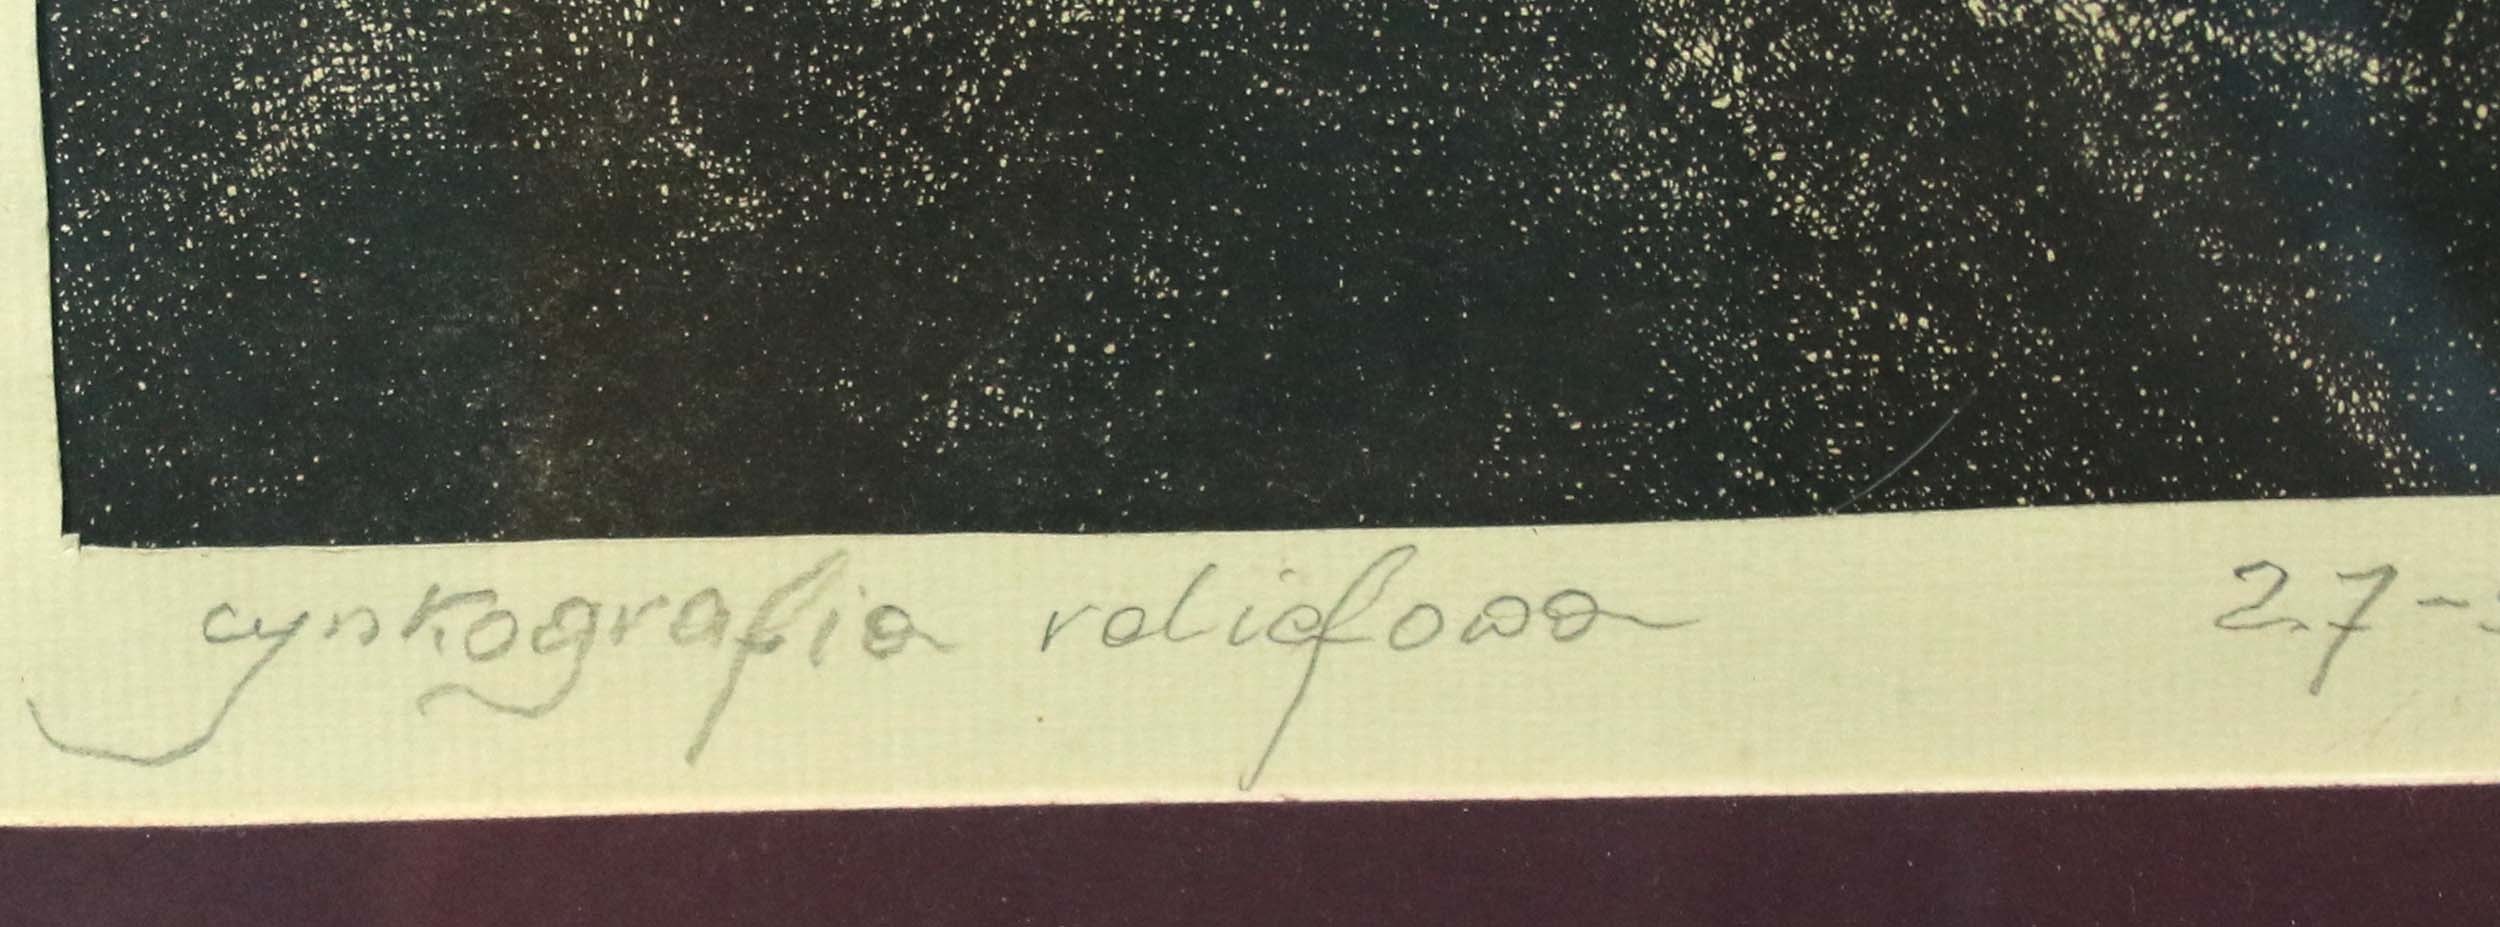 cynkografia reliefowa 27-